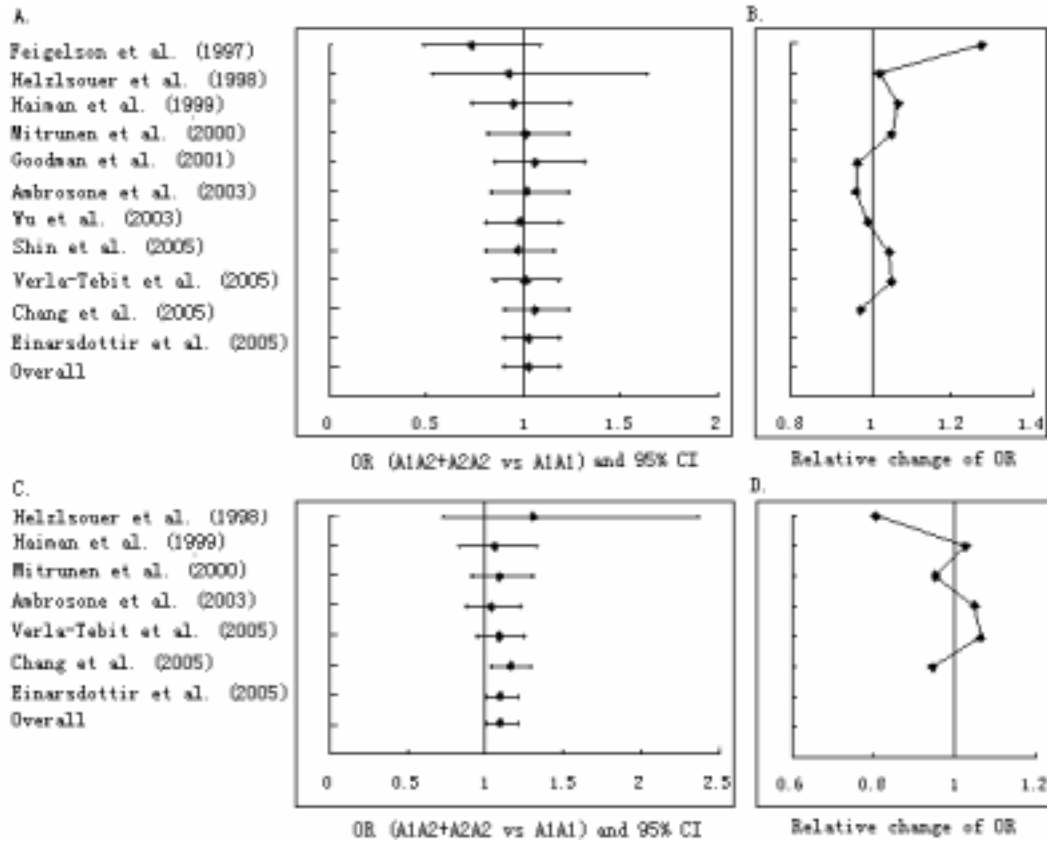 A.
B.
Feigelson et al. (1997)
Helzlsouer et al. (1998)
Haiman et al. (1999)
Mitrunen et al. (2000)
Goodman et al. (2001)
Ambrosone et al. (2003)
Wu et al. (2003)
Shin et al. (2005)
Verla-Tebit et al. (2005)
Chang et al. (2005)
Einarsdottir et al. (2005)
Overall
0 0.5 1 1.5 2
0.8 1 1.2 1.4
OR (A1A2+A2A2 vs A1A1) and 95% CI
Relative change of OR
C.
D.
Helzlsouer et al. (1998)
Haiman et al. (1999)
Mitrunen et al. (2000)
Ambrosone et al. (2003)
Verla-Tebit et al. (2005)
Chang et al. (2005)
Einarsdottir et al. (2005)
Overall
0 0.5 1 1.5 2 2.5
0.6 0.8 1 1.2
OR (A1A2+A2A2 vs A1A1) and 95% CI
Relative change of OR